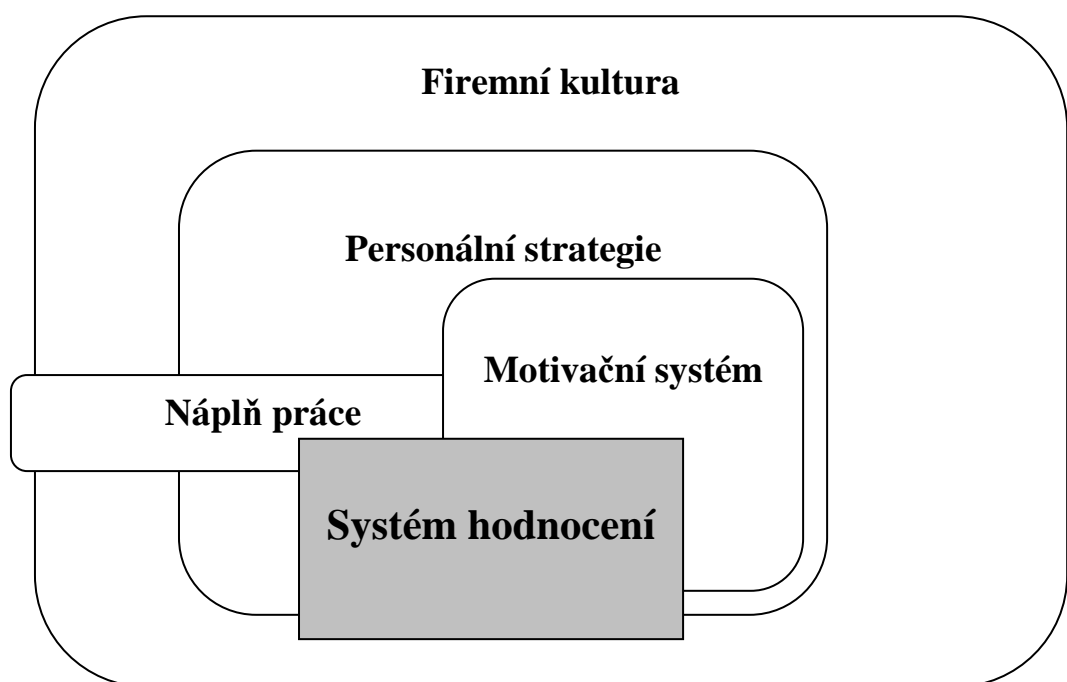 Firemní kultura
Personální strategie
Motivační systém
Náplň práce
Systém hodnocení